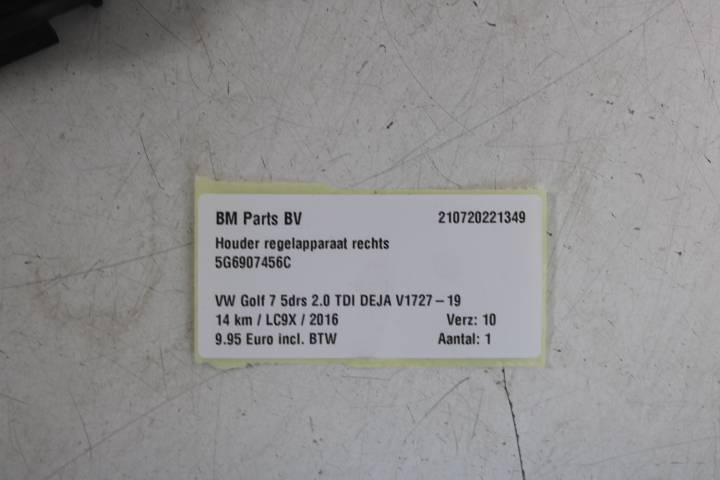 BM Parts BV 210720221349
Houder regelapparaat rechts
5G6907456C
VW Golf 7 5drs 2.0 TDI DEJA V1727 – 19
14 km / LC9X / 2016 Verz: 10
9.95 Euro incl. BTW Aantal: 1